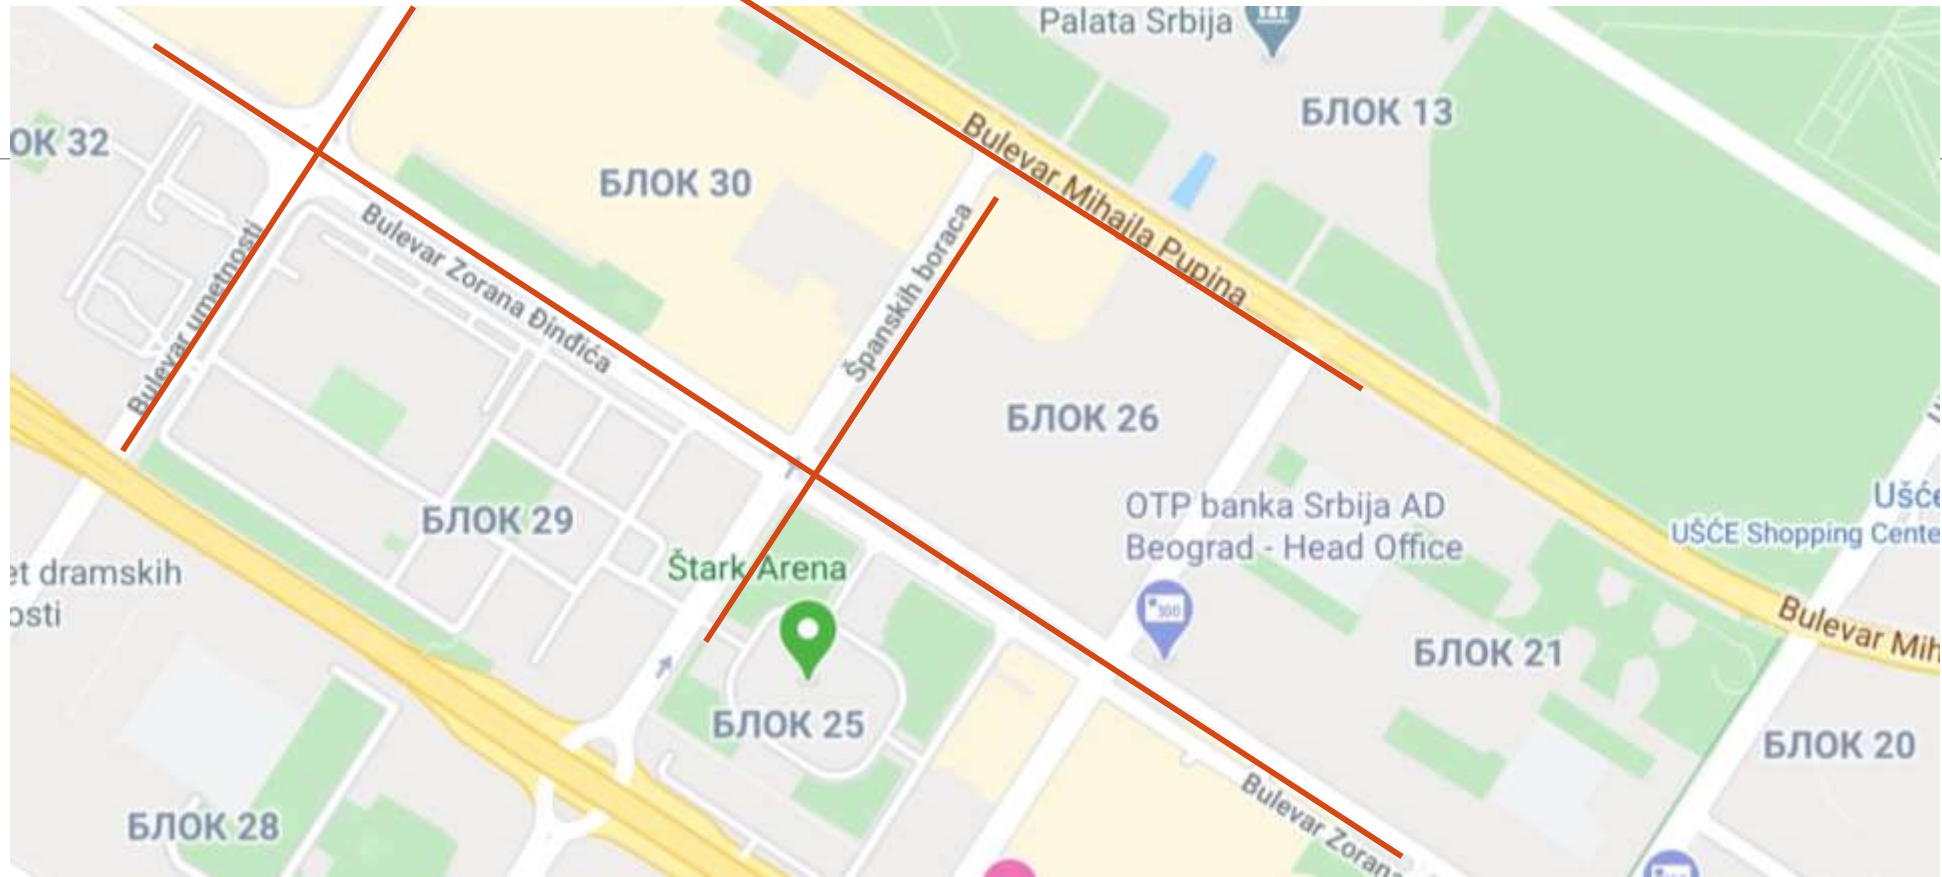 Palata Srbija
БЛОК 13
ОК 32
БЛОК 30
Bulevar Mihajla Pupina
Bulevar umetnosti
Bulevar Zorana Đinđića
Španskih boraca
БЛОК 26
OTP banka Srbija AD
Beograd - Head Office
Ušće
UŠĆE Shopping Cente
БЛОК 29
Štark Arena
et dramskih
osti
Bulevar Mih
БЛОК 21
БЛОК 25
БЛОК 20
БЛОК 28
Bulevar Zorana